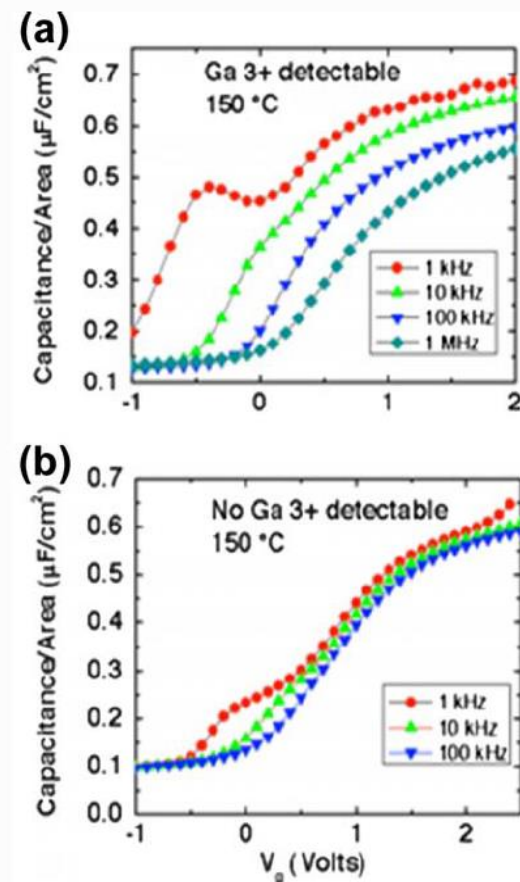 (a)
Capacitance/Area (µF/cm²)
0.7
0.6
0.5
0.4
0.3
0.2
0.1
Ga 3+ detectable
150 °C
1 kHz
10 kHz
100 kHz
1 MHz
-1
0
1
2
(b)
Capacitance/Area (µF/cm²)
0.7
0.6
0.5
0.4
0.3
0.2
0.1
0.0
No Ga 3+ detectable
150 °C
1 kHz
10 kHz
100 kHz
-1
0
1
2
V_g (Volts)